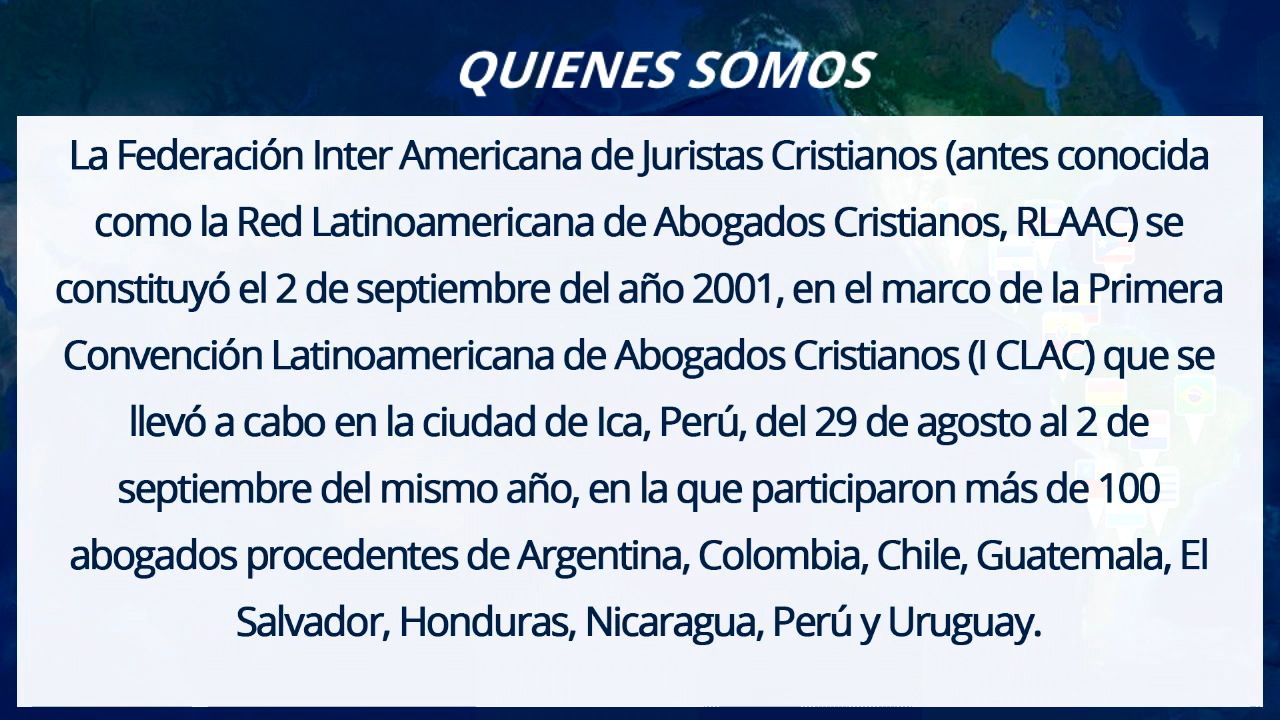 QUIENES SOMOS
La Federación Inter Americana de Juristas Cristianos (antes conocida
como la Red Latinoamericana de Abogados Cristianos, RLAAC) se
constituyó el 2 de septiembre del año 2001, en el marco de la Primera
Convención Latinoamericana de Abogados Cristianos (I CLAC) que se
llevó a cabo en la ciudad de Ica, Perú, del 29 de agosto al 2 de
septiembre del mismo año, en la que participaron más de 100
abogados procedentes de Argentina, Colombia, Chile, Guatemala, El
Salvador, Honduras, Nicaragua, Perú y Uruguay.